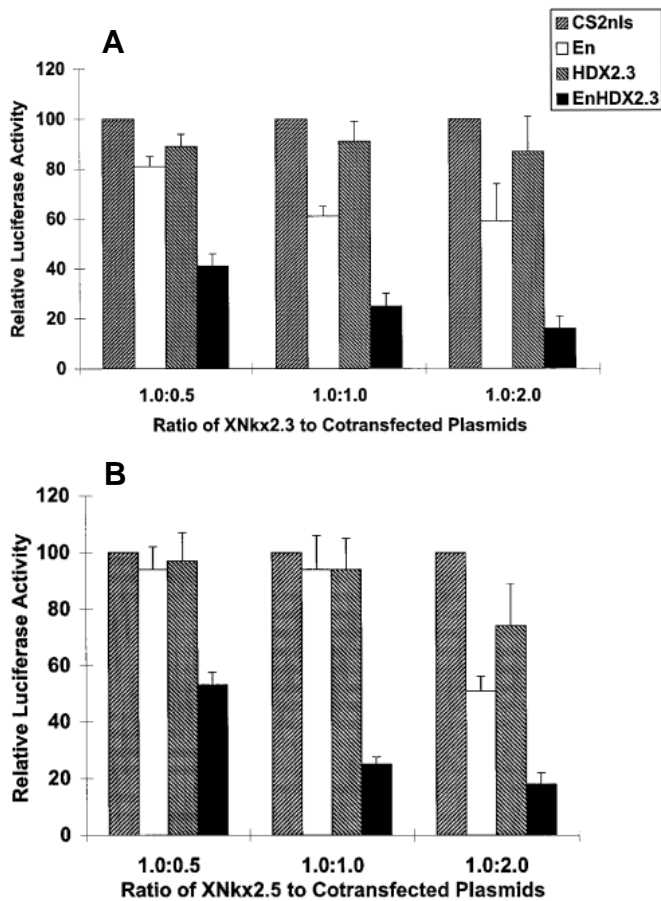 A
CS2nls
En
HDX2.3
EnHDX2.3
Relative Luciferase Activity
120
100
80
60
40
20
0
1.0:0.5
1.0:1.0
1.0:2.0
Ratio of XNkx2.3 to Cotransfected Plasmids
B
Relative Luciferase Activity
120
100
80
60
40
20
0
1.0:0.5
1.0:1.0
1.0:2.0
Ratio of XNkx2.5 to Cotransfected Plasmids